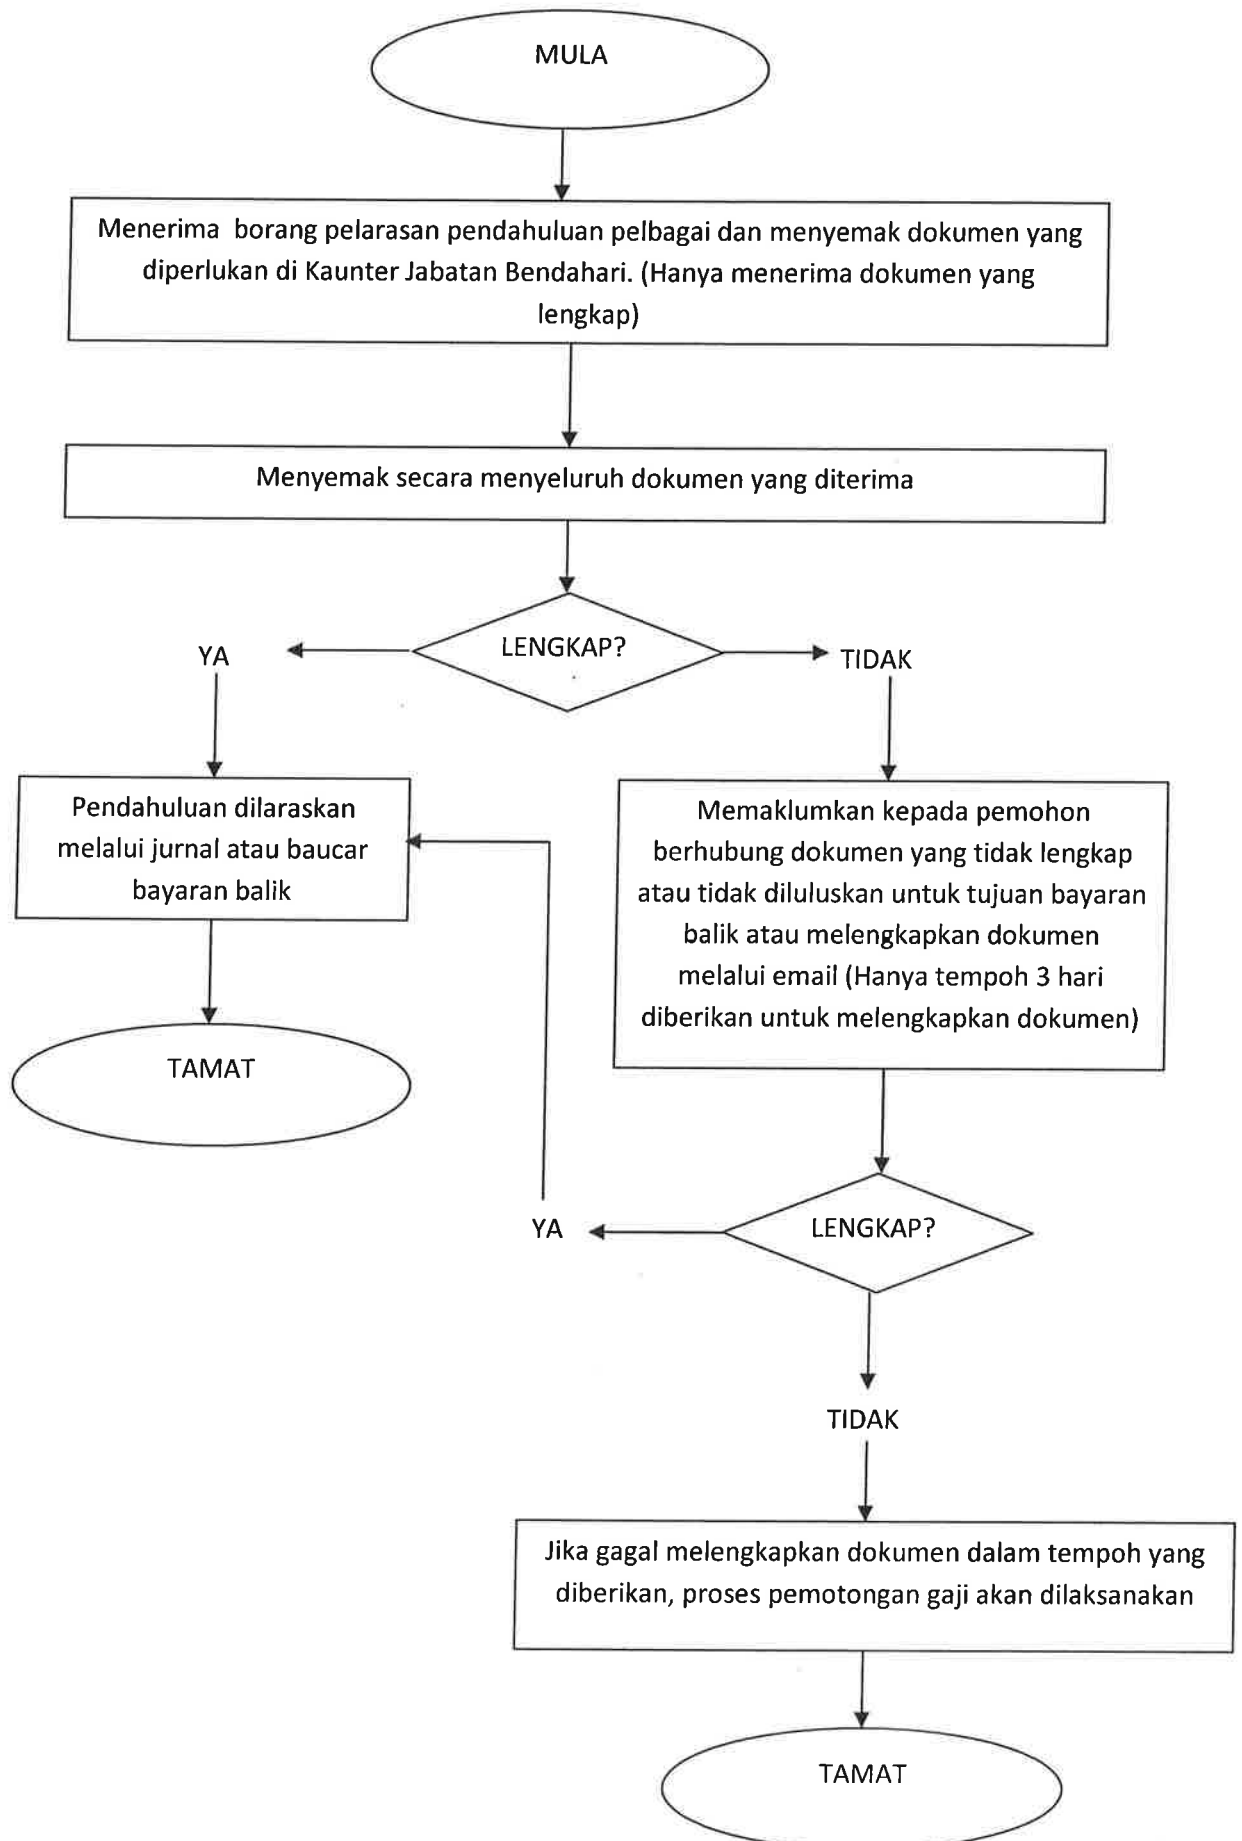 MULA
Menerima borang pelarasan pendahuluan pelbagai dan menyemak dokumen yang
diperlukan di Kaunter Jabatan Bendahari. (Hanya menerima dokumen yang
lengkap)
Menyemak secara menyeluruh dokumen yang diterima
LENGKAP?
YA
TIDAK
Pendahuluan dilaraskan
melalui jurnal atau baucar
bayaran balik
TAMAT
Memaklumkan kepada pemohon
berhubung dokumen yang tidak lengkap
atau tidak diluluskan untuk tujuan bayaran
balik atau melengkapkan dokumen
melalui email (Hanya tempoh 3 hari
diberikan untuk melengkapkan dokumen)
LENGKAP?
YA
TIDAK
Jika gagal melengkapkan dokumen dalam tempoh yang
diberikan, proses pemotongan gaji akan dilaksanakan
TAMAT